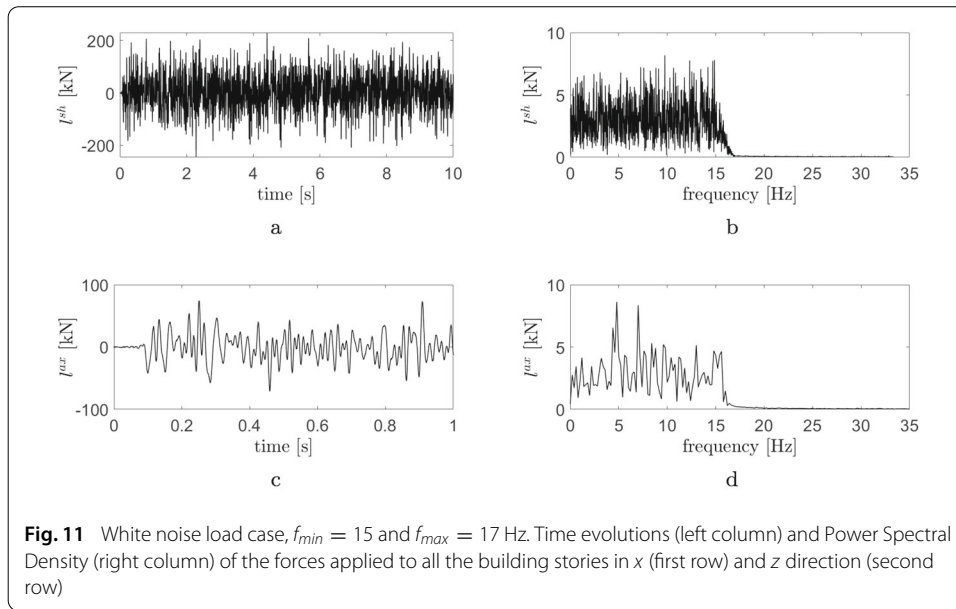 200
0
-200
l^{sh} [kN]
0 2 4 6 8 10
time [s]
a
10
5
0
l^{sh} [kN]
0 5 10 15 20 25 30 35
frequency [Hz]
b
100
0
-100
l^{ax} [kN]
0 0.2 0.4 0.6 0.8 1
time [s]
c
10
5
0
l^{ax} [kN]
0 5 10 15 20 25 30 35
frequency [Hz]
d
Fig. 11 White noise load case, f_{min} = 15 and f_{max} = 17 Hz. Time evolutions (left column) and Power Spectral
Density (right column) of the forces applied to all the building stories in x (first row) and z direction (second
row)